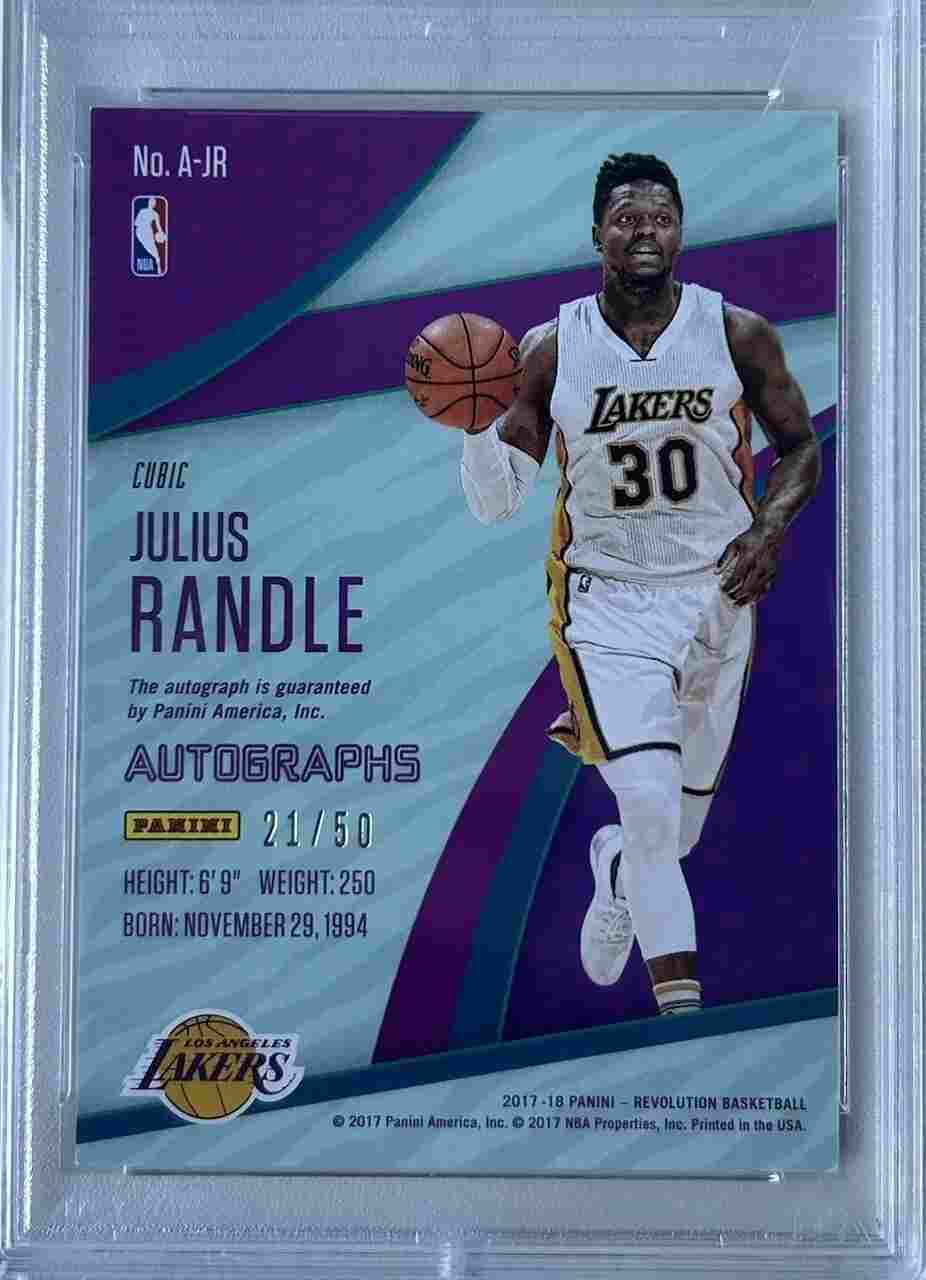 No. A-JR
NBA
LAKERS
30
CUBIC
JULIUS
RANDLE
The autograph is guaranteed
by Panini America, Inc.
AUTOGRAPHS
PANINI 21/50
HEIGHT: 6' 9" WEIGHT: 250
BORN: NOVEMBER 29, 1994
LOS ANGELES
LAKERS
2017-18 PANINI – REVOLUTION BASKETBALL
© 2017 Panini America, Inc. © 2017 NBA Properties, Inc. Printed in the USA.